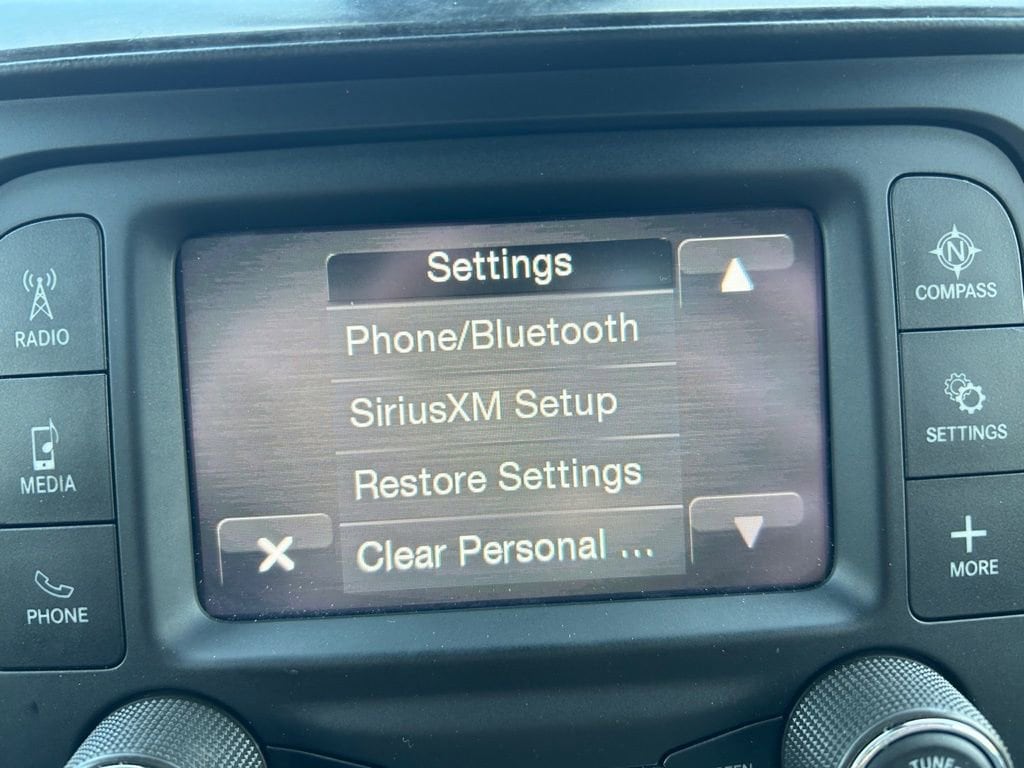 Settings
Phone/Bluetooth
SiriusXM Setup
Restore Settings
Clear Personal ...
RADIO
MEDIA
PHONE
N
COMPASS
SETTINGS
MORE